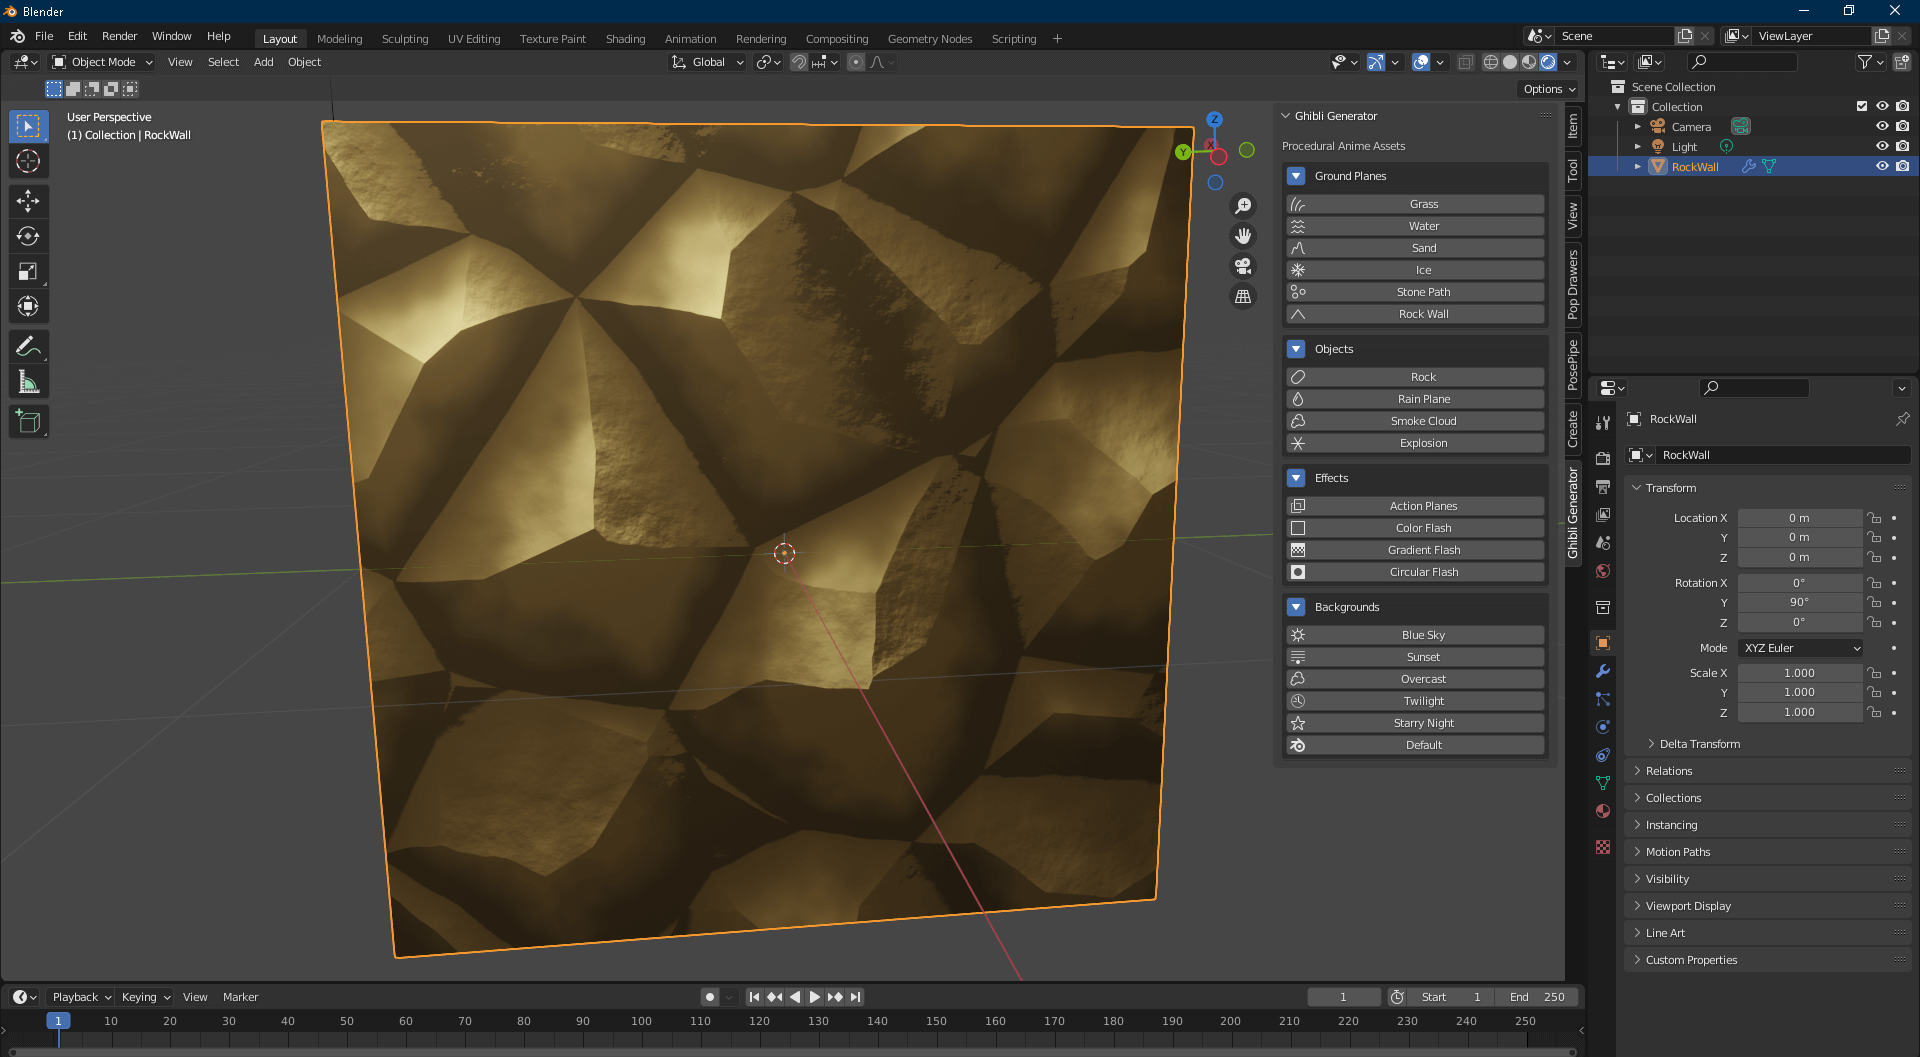 Blender
File Edit Render Window Help
Layout Modeling Sculpting UV Editing Texture Paint Shading Animation Rendering Compositing Geometry Nodes Scripting +
Scene
ViewLayer
Object Mode View Select Add Object
Global
Options
User Perspective
(1) Collection | RockWall
Z
Y
X
Ghibli Generator
Procedural Anime Assets
Ground Planes
Grass
Water
Sand
Ice
Stone Path
Rock Wall
Objects
Rock
Rain Plane
Smoke Cloud
Explosion
Effects
Action Planes
Color Flash
Gradient Flash
Circular Flash
Backgrounds
Blue Sky
Sunset
Overcast
Twilight
Starry Night
Default
Item
Tool
View
Pop Drawers
PosePipe
Create
Ghibli Generator
Scene Collection
Collection
Camera
Light
RockWall
RockWall
RockWall
Transform
Location X 0 m
Y 0 m
Z 0 m
Rotation X 0°
Y 90°
Z 0°
Mode XYZ Euler
Scale X 1.000
Y 1.000
Z 1.000
Delta Transform
Relations
Collections
Instancing
Motion Paths
Visibility
Viewport Display
Line Art
Custom Properties
Playback Keying View Marker
1 Start 1 End 250
1 10 20 30 40 50 60 70 80 90 100 110 120 130 140 150 160 170 180 190 200 210 220 230 240 250